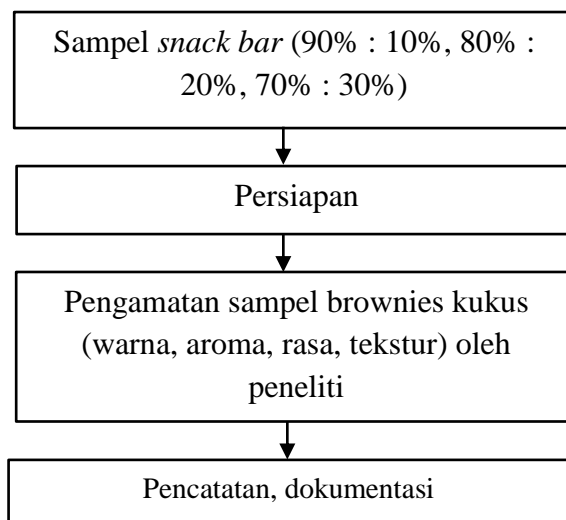 Sampel snack bar (90% : 10%, 80% :
20%, 70% : 30%)
Persiapan
Pengamatan sampel brownies kukus
(warna, aroma, rasa, tekstur) oleh
peneliti
Pencatatan, dokumentasi